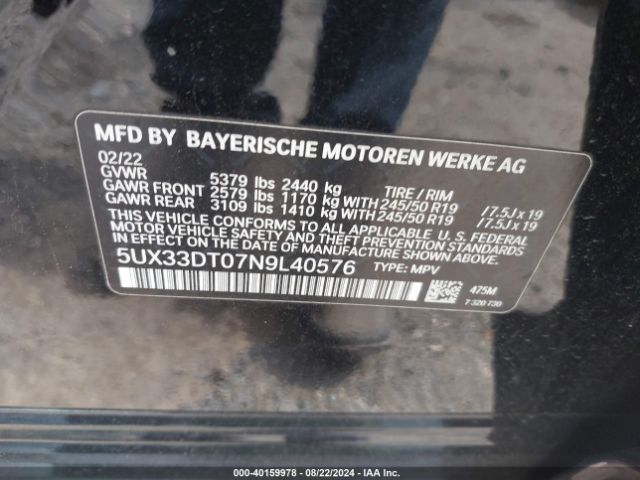 MFD BY BAYERISCHE MOTOREN WERKE AG
02/22
GVWR 5379 lbs 2440 kg TIRE / RIM
GAWR FRONT 2579 lbs 1170 kg WITH 245/50 R19 / 7.5J x 19
GAWR REAR 3109 lbs 1410 kg WITH 245/50 R19 / 7.5J x 19
THIS VEHICLE CONFORMS TO ALL APPLICABLE U. S. FEDERAL
MOTOR VEHICLE SAFETY AND THEFT PREVENTION STANDARDS
IN EFFECT ON THE DATE OF MANUFACTURE SHOWN ABOVE.
5UX33DT07N9L40576 TYPE: MPV
475M
7 320 730
000-40159978 - 08/22/2024 - IAA Inc.